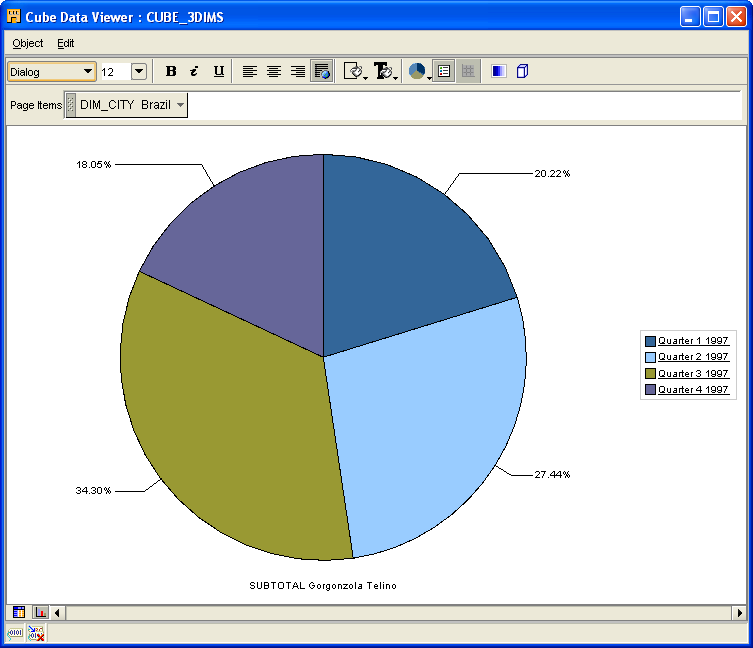 Cube Data Viewer : CUBE_3DIMS
Object Edit
Dialog 12 B i U
Page Items DIM_CITY Brazil
18.05%
20.22%
Quarter 1 1997
Quarter 2 1997
Quarter 3 1997
Quarter 4 1997
27.44%
34.30%
SUBTOTAL Gorgonzola Telino